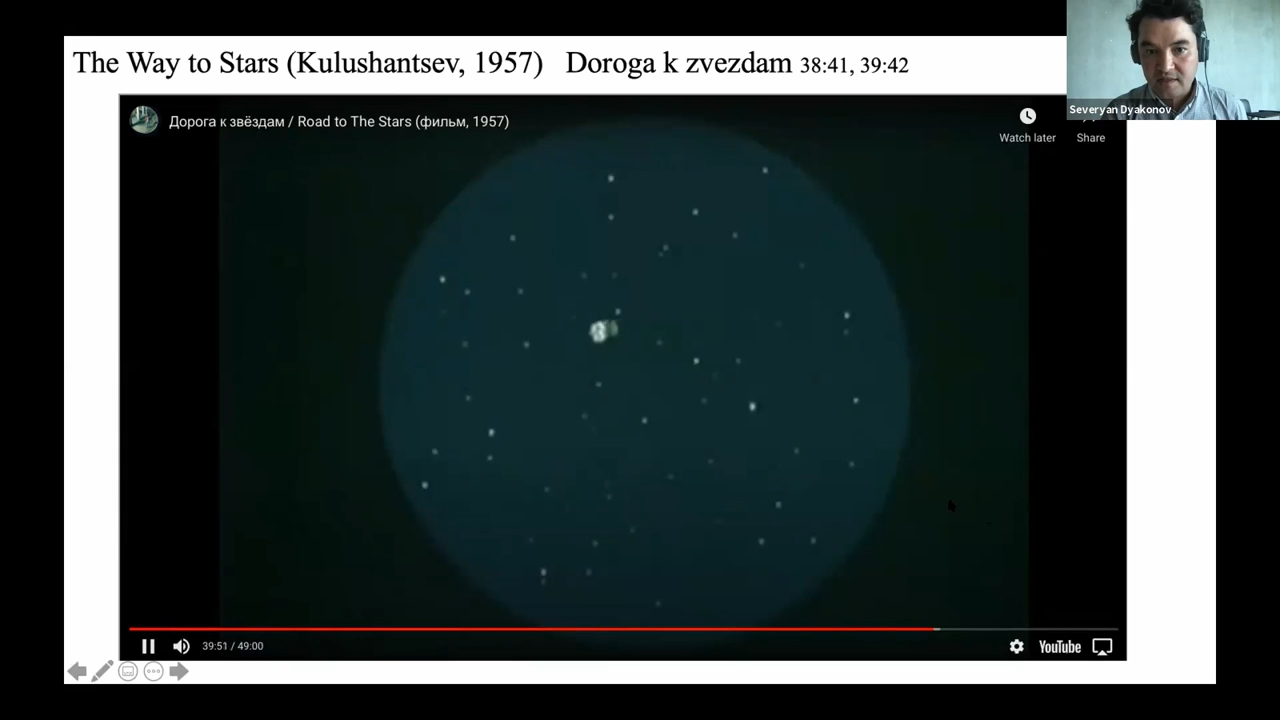 The Way to Stars (Kulushantsev, 1957) Doroga k zvezdam 38:41, 39:42
Severyan Dyakonov
Дорога к звёздам / Road to The Stars (фильм, 1957)
Watch later
Share
39:51 / 49:00
YouTube